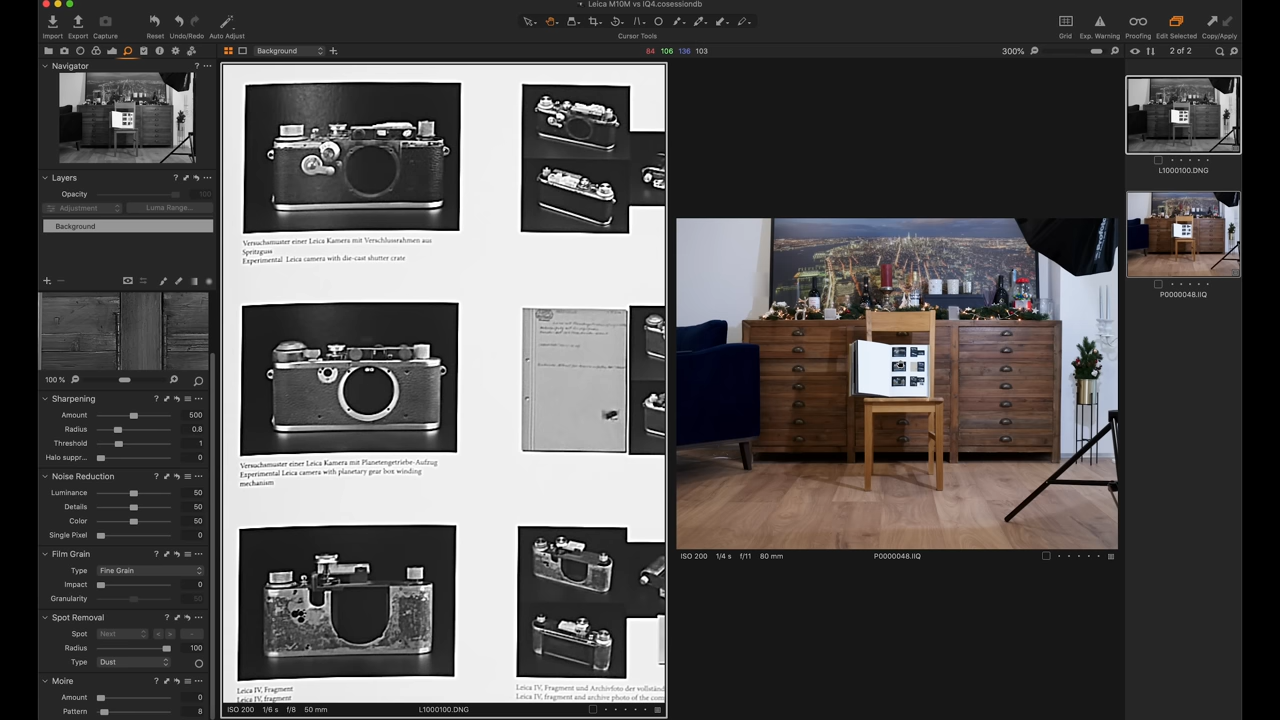 Leica M10M vs IQ4.cosessiondb
Import Export Capture Reset Undo/Redo Auto Adjust Cursor Tools Grid Exp. Warning Proofing Edit Selected Copy/Apply
Background
84 106 136 103
300%
2 of 2
Navigator
Layers
Opacity 100
Adjustment Luma Range...
Background
100 %
Sharpening
Amount 500
Radius 0.8
Threshold 1
Halo suppr... 0
Noise Reduction
Luminance 50
Details 50
Color 50
Single Pixel 0
Film Grain
Type Fine Grain
Impact 0
Granularity 50
Spot Removal
Spot Next
Radius 100
Type Dust
Moire
Amount 0
Pattern 8
Versuchsmuster einer Leica Kamera mit Verschlussrahmen aus
Spritzguss
Experimental Leica camera with die-cast shutter crate
Versuchsmuster einer Leica Kamera mit Planetengetriebe-Aufzug
Experimental Leica camera with planetary gear box winding
mechanism
Leica IV, Fragment
Leica IV, fragment
Leica IV, Fragment und Archivfoto der vollständ
Leica IV, fragment and archive photo of the com
ISO 200 1/6 s f/8 50 mm
L1000100.DNG
ISO 200 1/4 s f/11 80 mm
P0000048.IIQ
L1000100.DNG
P0000048.IIQ